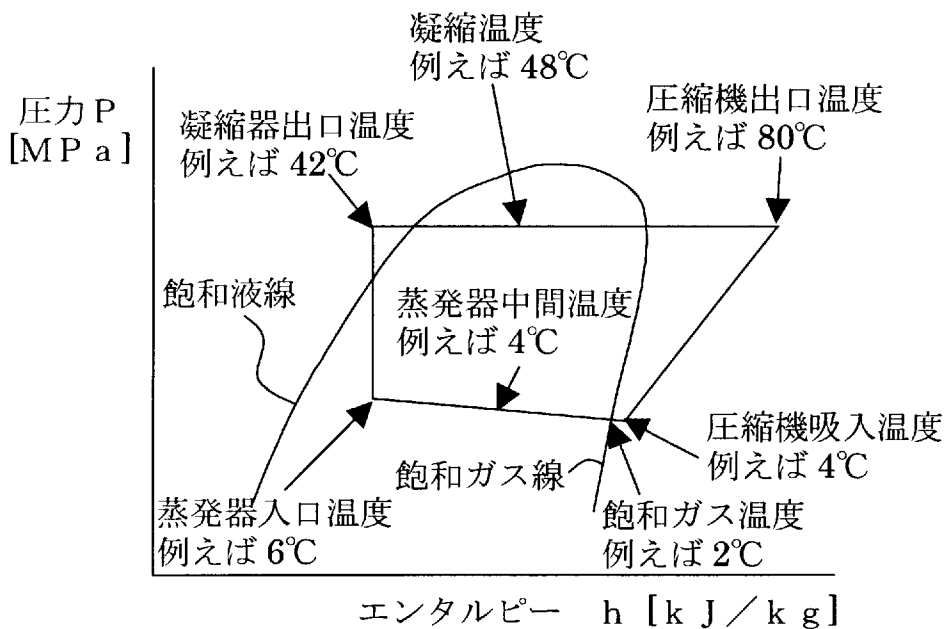 凝縮温度
例えば 48℃
圧力P
[MPa]
凝縮器出口温度
例えば 42℃
圧縮機出口温度
例えば 80℃
飽和液線
蒸発器中間温度
例えば 4℃
飽和ガス線
圧縮機吸入温度
例えば 4℃
蒸発器入口温度
例えば 6℃
飽和ガス温度
例えば 2℃
エンタルピー h [kJ/kg]